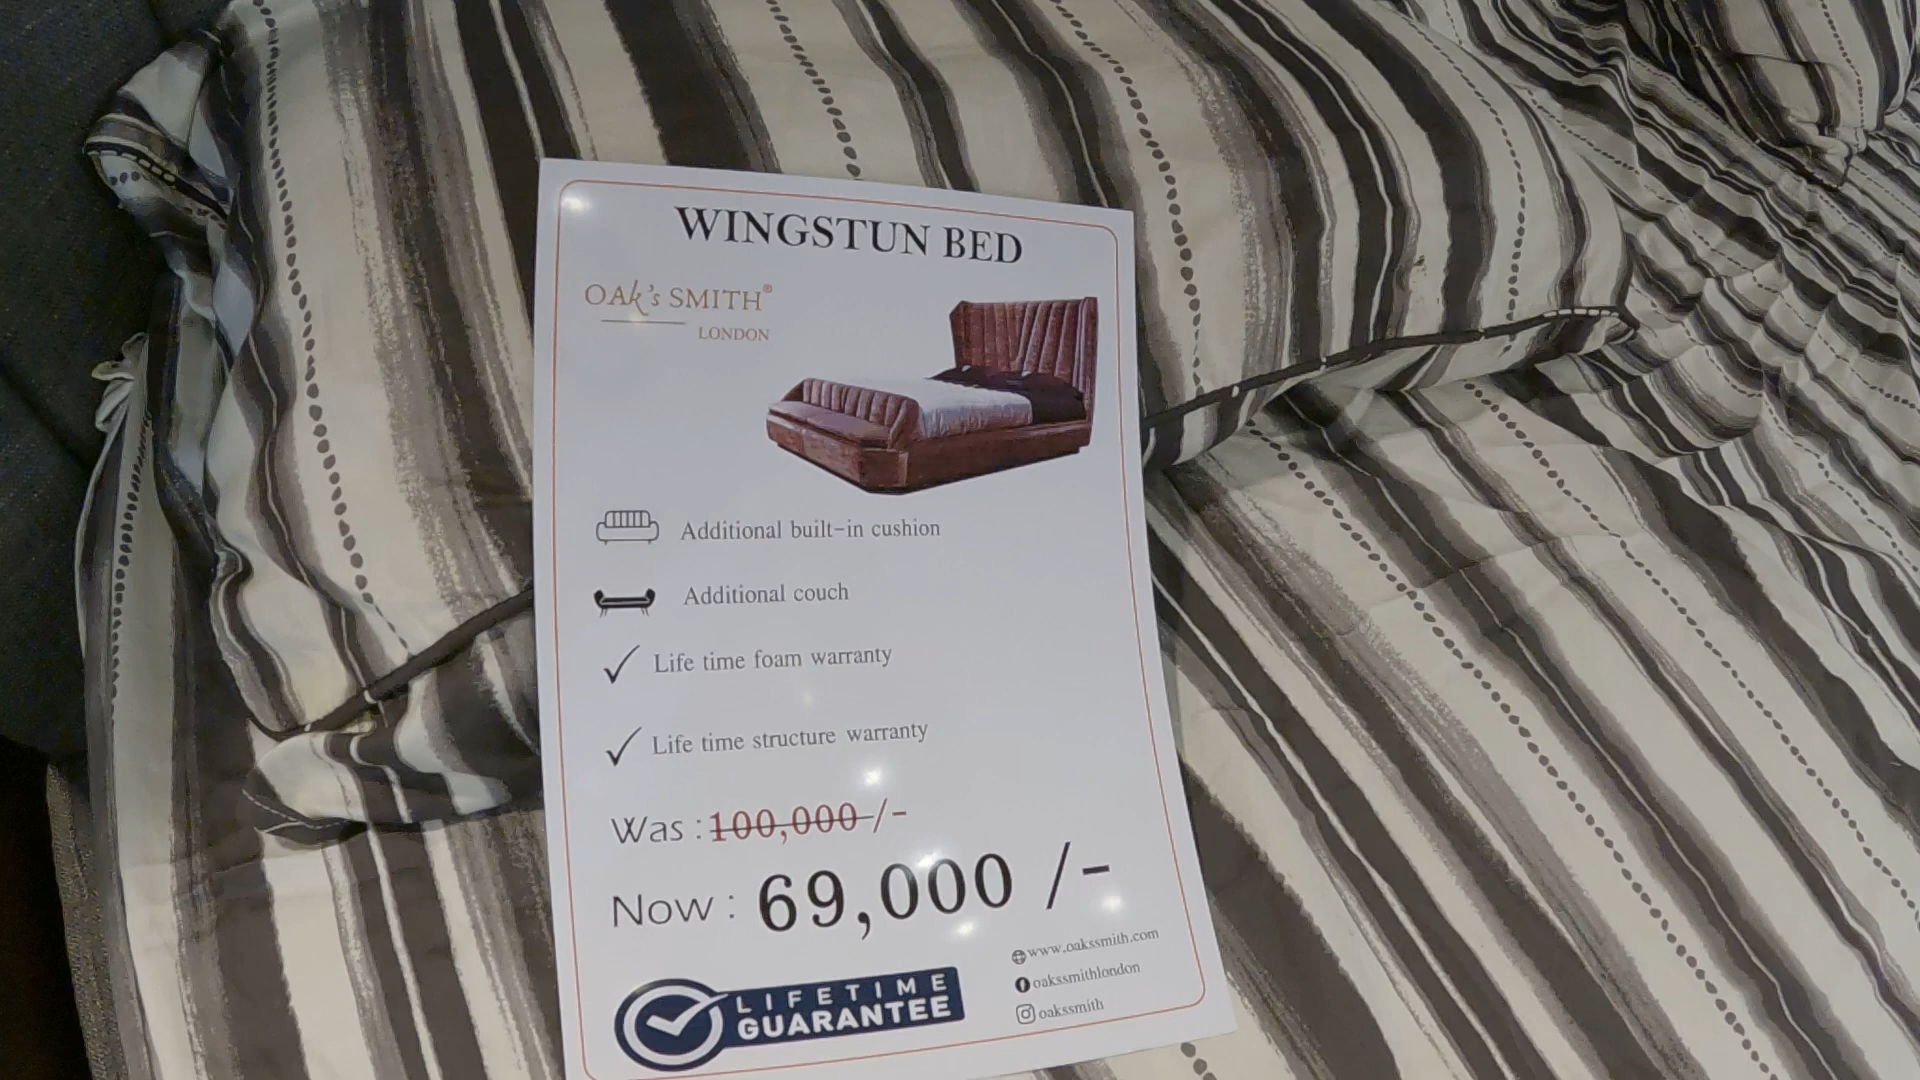 WINGSTUN BED
OAk's SMITH®
LONDON
Additional built-in cushion
Additional couch
Life time foam warranty
Life time structure warranty
Was : 100,000 /-
Now : 69,000 /-
www.oakssmith.com
oakssmithlondon
oakssmith
LIFETIME
GUARANTEE